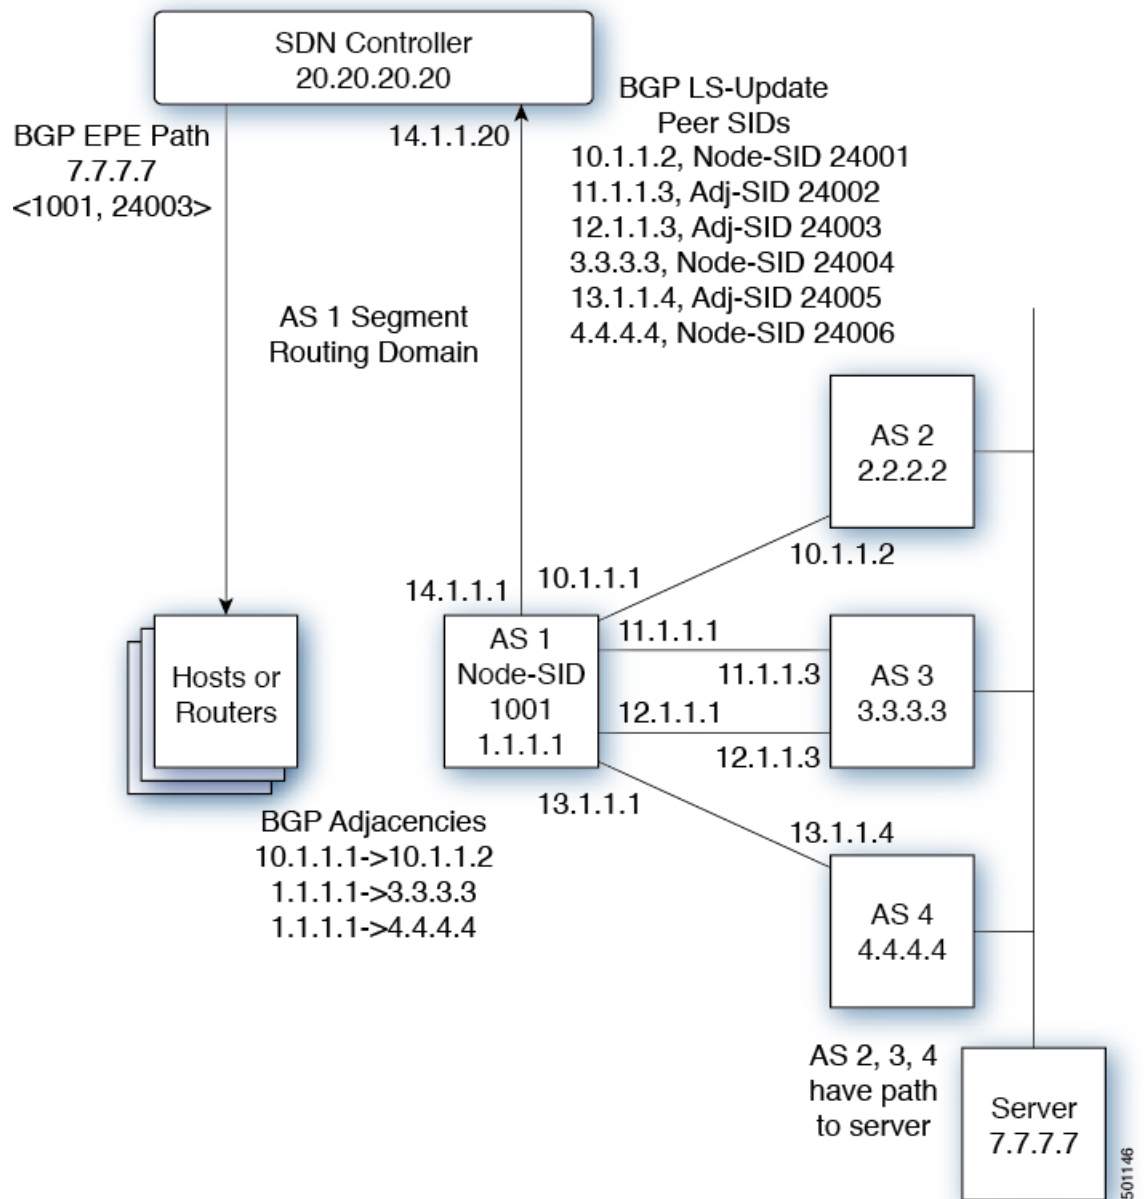 SDN Controller
20.20.20.20
BGP EPE Path
7.7.7.7
<1001, 24003>
14.1.1.20
BGP LS-Update
Peer SIDs
10.1.1.2, Node-SID 24001
11.1.1.3, Adj-SID 24002
12.1.1.3, Adj-SID 24003
3.3.3.3, Node-SID 24004
13.1.1.4, Adj-SID 24005
4.4.4.4, Node-SID 24006
AS 1 Segment
Routing Domain
AS 2
2.2.2.2
10.1.1.2
10.1.1.1
14.1.1.1
Hosts or
Routers
AS 1
Node-SID
1001
1.1.1.1
11.1.1.1
11.1.1.3
12.1.1.1
12.1.1.3
AS 3
3.3.3.3
13.1.1.1
13.1.1.4
BGP Adjacencies
10.1.1.1->10.1.1.2
1.1.1.1->3.3.3.3
1.1.1.1->4.4.4.4
AS 4
4.4.4.4
AS 2, 3, 4
have path
to server
Server
7.7.7.7
501146